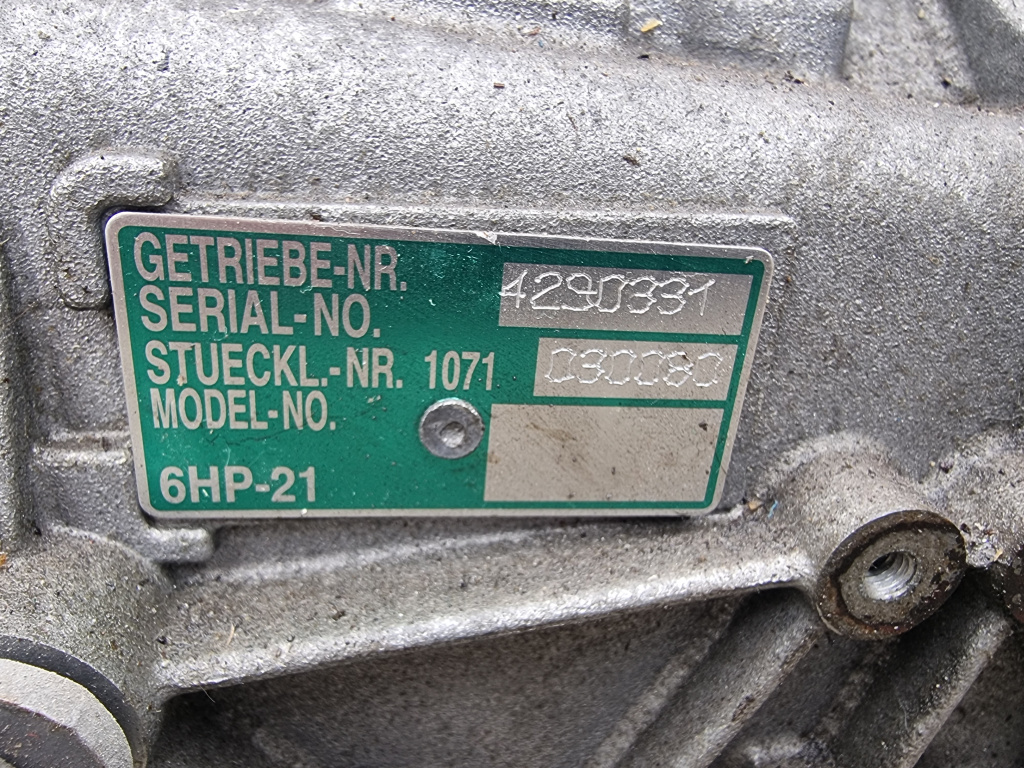 GETRIEBE-NR.
SERIAL-NO. 4290331
STUECKL.-NR. 1071 030080
MODEL-NO.
6HP-21